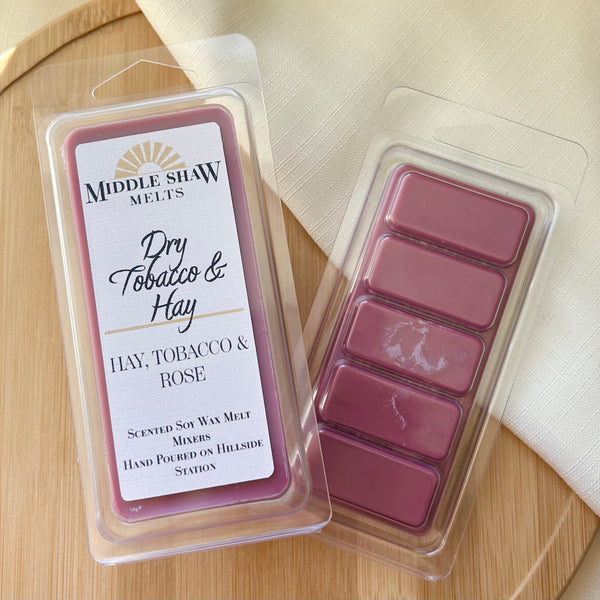 MIDDLE SHAW
MELTS
Dry
Tobacco &
Hay
HAY, TOBACCO &
ROSE
SCENTED SOY WAX MELT
MIXERS
HAND POURED ON HILLSIDE
STATION